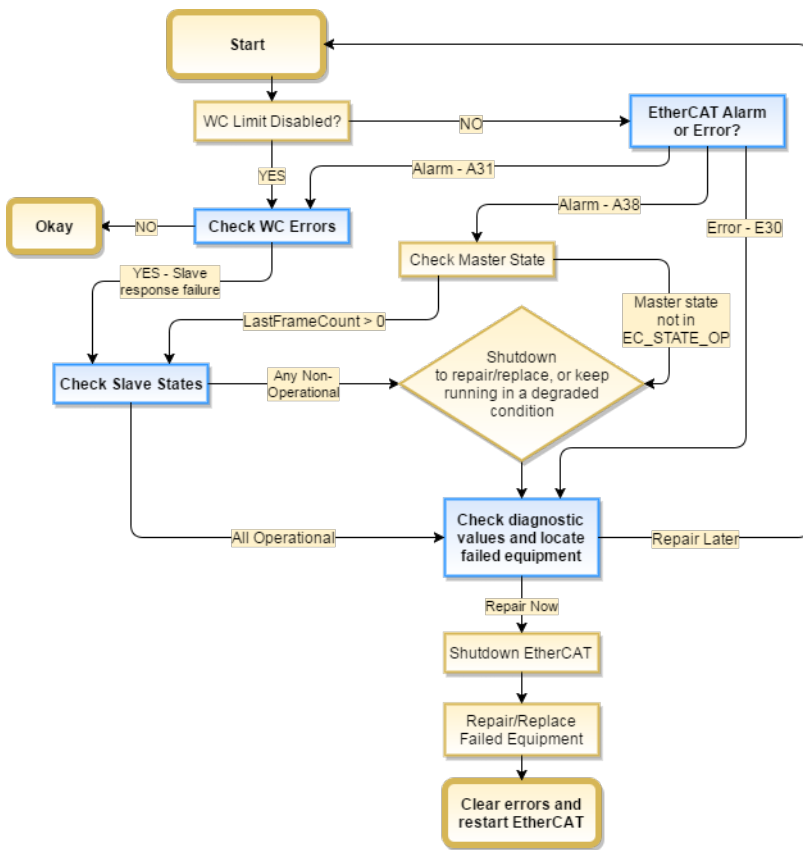 Start
WC Limit Disabled?
NO
EtherCAT Alarm
or Error?
YES
Alarm - A31
Alarm - A38
Error - E30
Okay
NO
Check WC Errors
Check Master State
YES - Slave
response failure
LastFrameCount > 0
Master state
not in
EC_STATE_OP
Check Slave States
Any Non-
Operational
Shutdown
to repair/replace, or keep
running in a degraded
condition
All Operational
Check diagnostic
values and locate
failed equipment
Repair Later
Repair Now
Shutdown EtherCAT
Repair/Replace
Failed Equipment
Clear errors and
restart EtherCAT